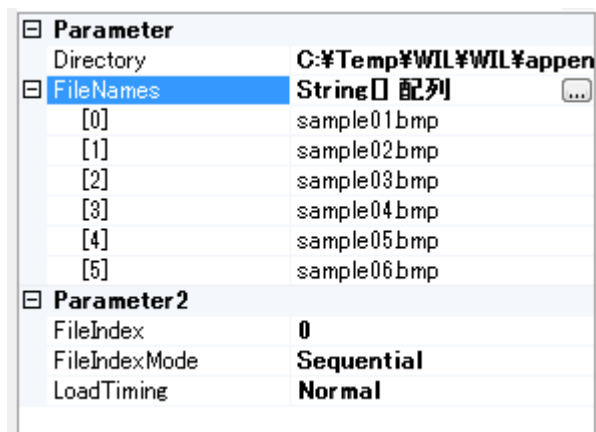 Parameter
Directory C:¥Temp¥WIL¥WIL¥appen
FileNames String[] 配列 ...
[0] sample01.bmp
[1] sample02.bmp
[2] sample03.bmp
[3] sample04.bmp
[4] sample05.bmp
[5] sample06.bmp
Parameter2
FileIndex 0
FileIndexMode Sequential
LoadTiming Normal